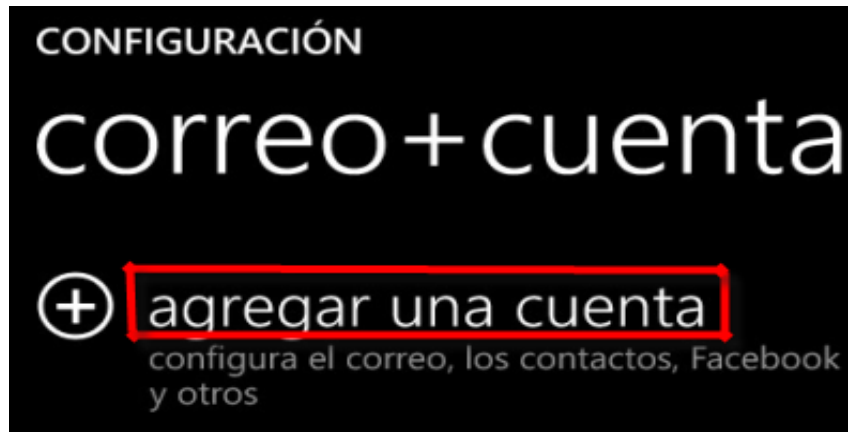 CONFIGURACIÓN
correo+cuenta
agregar una cuenta
configura el correo, los contactos, Facebook
y otros